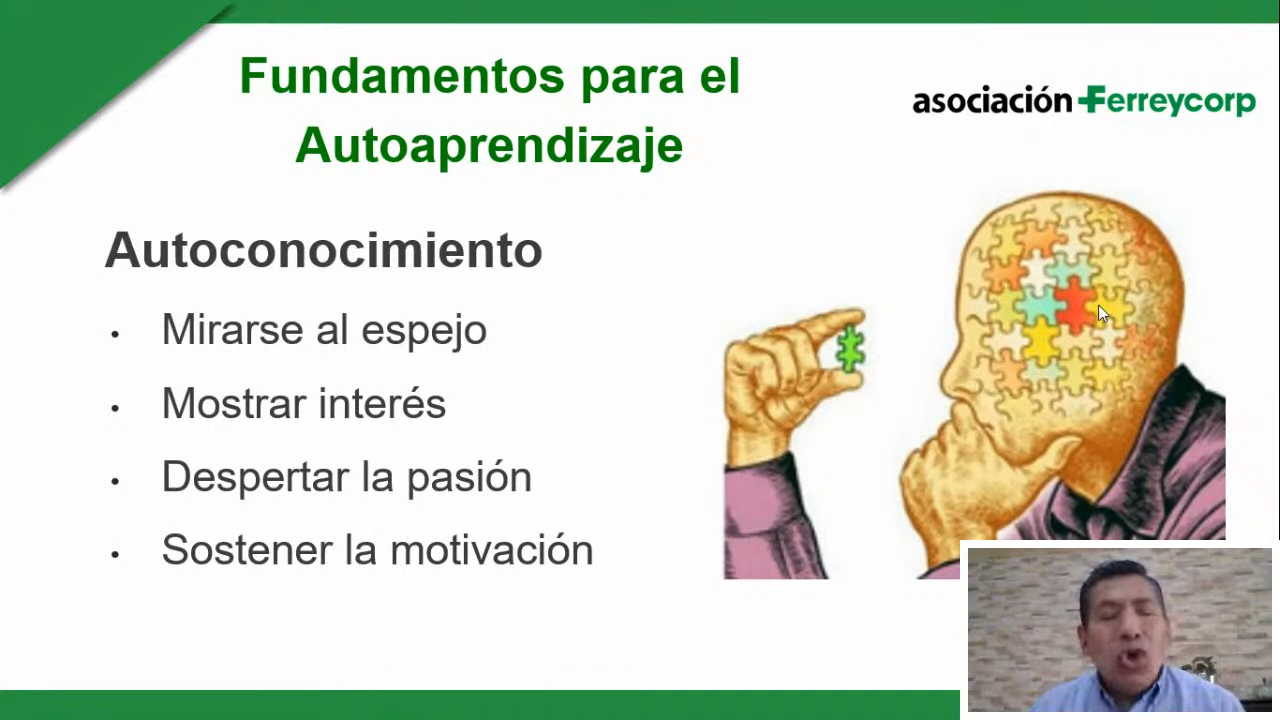 Fundamentos para el
Autoaprendizaje
asociación Ferreycorp
Autoconocimiento
• Mirarse al espejo
• Mostrar interés
• Despertar la pasión
• Sostener la motivación